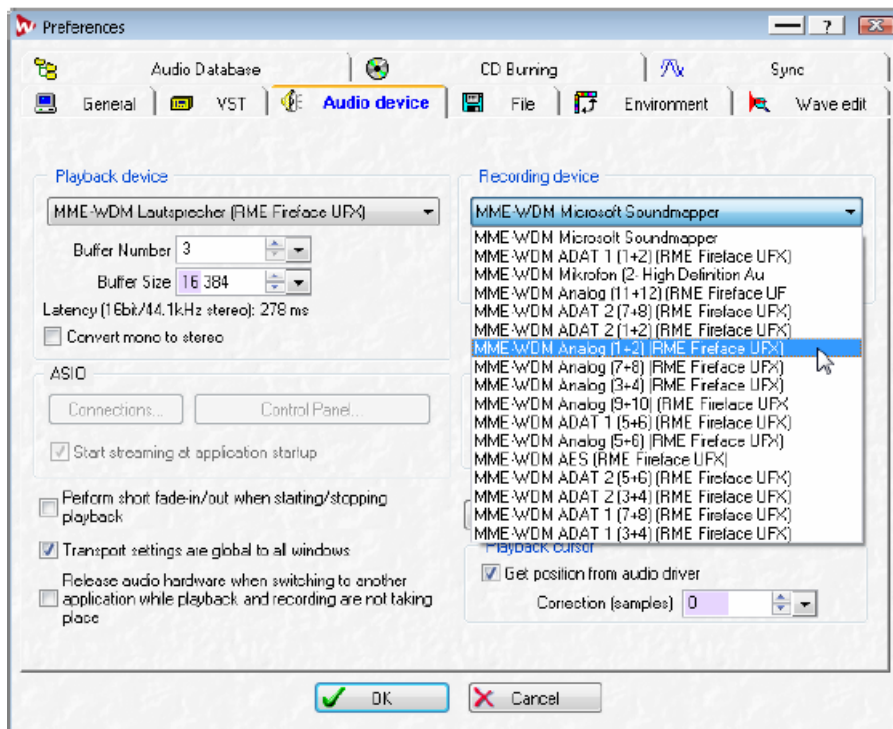 Preferences
?
Audio Database
CD Burning
Sync
General
VST
Audio device
File
Environment
Wave edit
Playback device
MME-WDM Lautsprecher (RME Fireface UFX)
Buffer Number 3
Buffer Size 16 384
Latency (16bit/44.1kHz stereo): 278 ms
Convert mono to stereo
ASIO
Connections...
Control Panel...
Start streaming at application startup
Perform short fade-in/out when starting/stopping
playback
Transport settings are global to all windows
Release audio hardware when switching to another
application while playback and recording are not taking
place
Recording device
MME-WDM Microsoft Soundmapper
MME-WDM Microsoft Soundmapper
MME-WDM ADAT 1 (1+2) (RME Fireface UFX)
MME-WDM Mikrofon (2- High Definition Au
MME-WDM Analog (11+12) (RME Fireface UF
MME-WDM ADAT 2 (7+8) (RME Fireface UFX)
MME-WDM ADAT 2 (1+2) (RME Fireface UFX)
MME-WDM Analog (1+2) (RME Fireface UFX)
MME-WDM Analog (7+8) (RME Fireface UFX)
MME-WDM Analog (3+4) (RME Fireface UFX)
MME-WDM Analog (9+10) (RME Fireface UFX
MME-WDM ADAT 1 (5+6) (RME Fireface UFX)
MME-WDM Analog (5+6) (RME Fireface UFX)
MME-WDM AES (RME Fireface UFX)
MME-WDM ADAT 2 (5+6) (RME Fireface UFX)
MME-WDM ADAT 2 (3+4) (RME Fireface UFX)
MME-WDM ADAT 1 (7+8) (RME Fireface UFX)
MME-WDM ADAT 1 (3+4) (RME Fireface UFX)
Playback cursor
Get position from audio driver
Correction (samples) 0
OK
Cancel